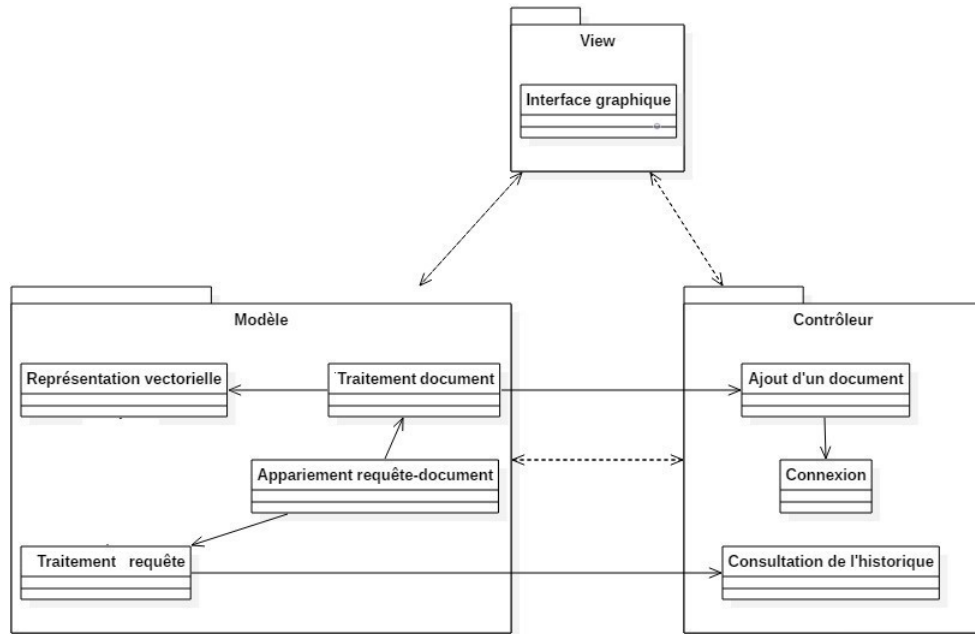 View
Interface graphique
Modèle
Contrôleur
Représentation vectorielle
Traitement document
Ajout d'un document
Appariement requête-document
Connexion
Traitement requête
Consultation de l'historique